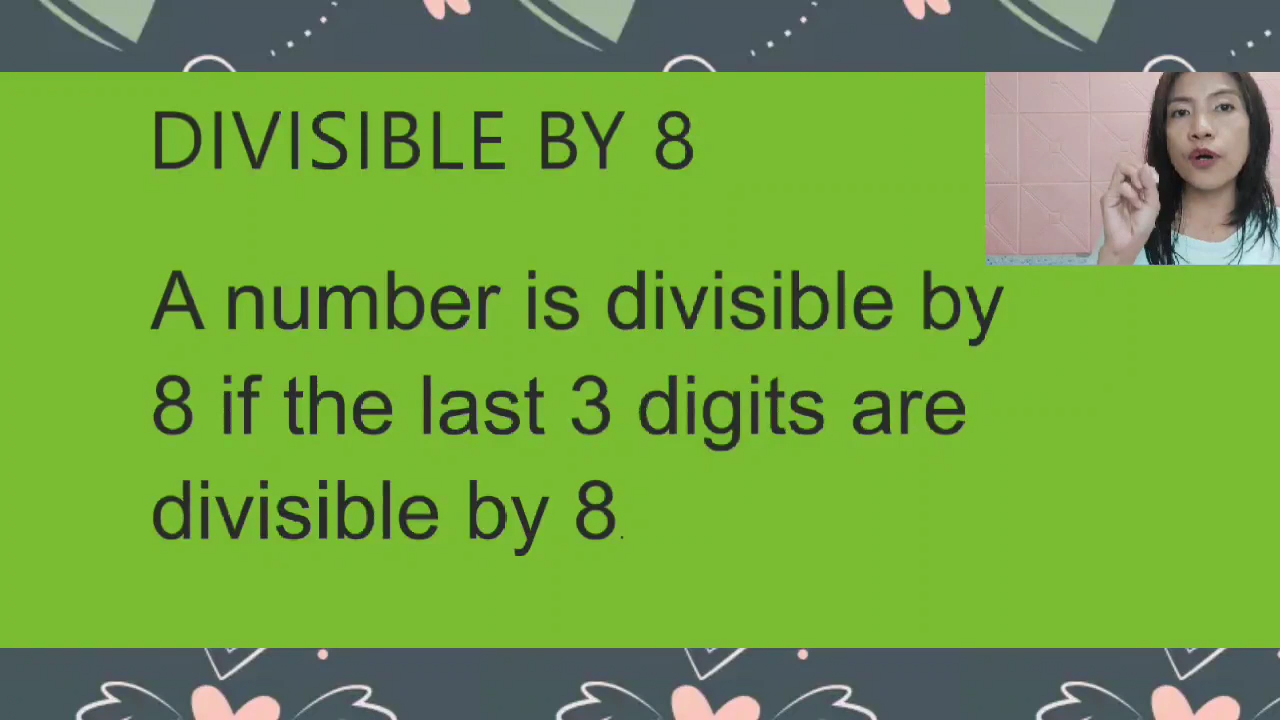 DIVISIBLE BY 8
A number is divisible by
8 if the last 3 digits are
divisible by 8.